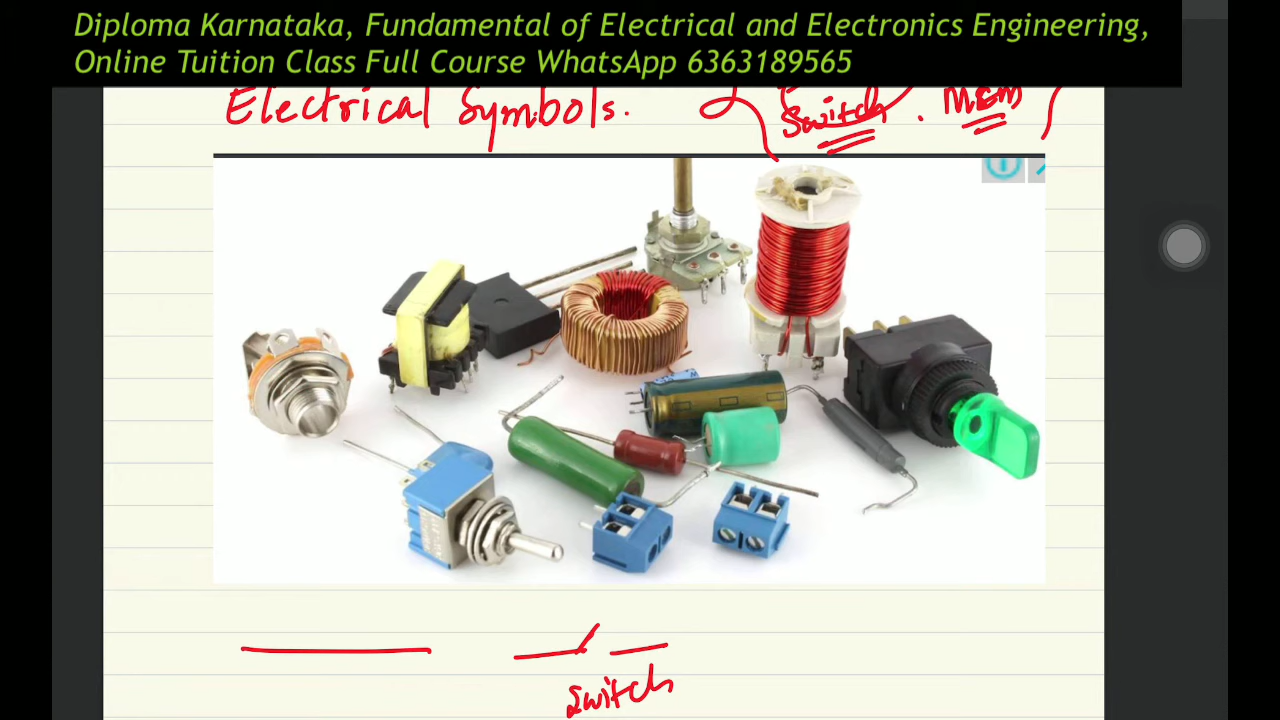 Diploma Karnataka, Fundamental of Electrical and Electronics Engineering,
Online Tuition Class Full Course WhatsApp 6363189565
Electrical Symbols.
Switch.
Switch